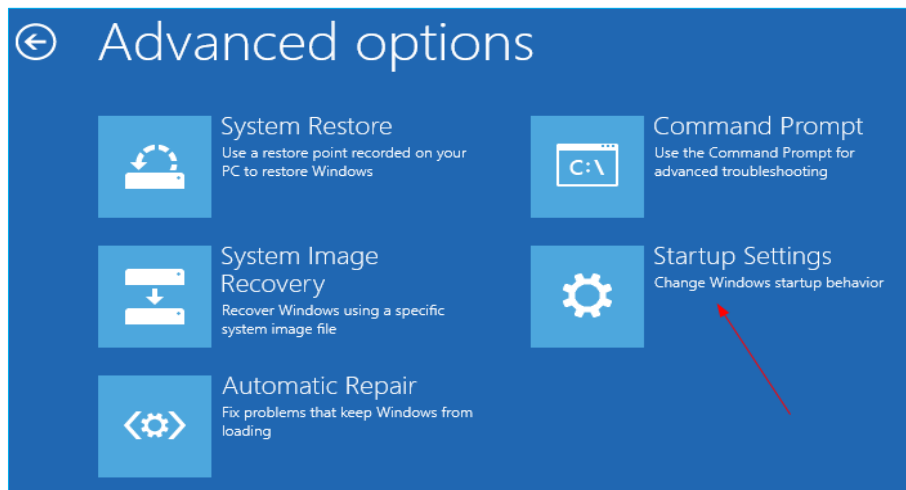 Advanced options
System Restore
Use a restore point recorded on your
PC to restore Windows
Command Prompt
Use the Command Prompt for
advanced troubleshooting
C:\
System Image
Recovery
Recover Windows using a specific
system image file
Startup Settings
Change Windows startup behavior
Automatic Repair
Fix problems that keep Windows from
loading